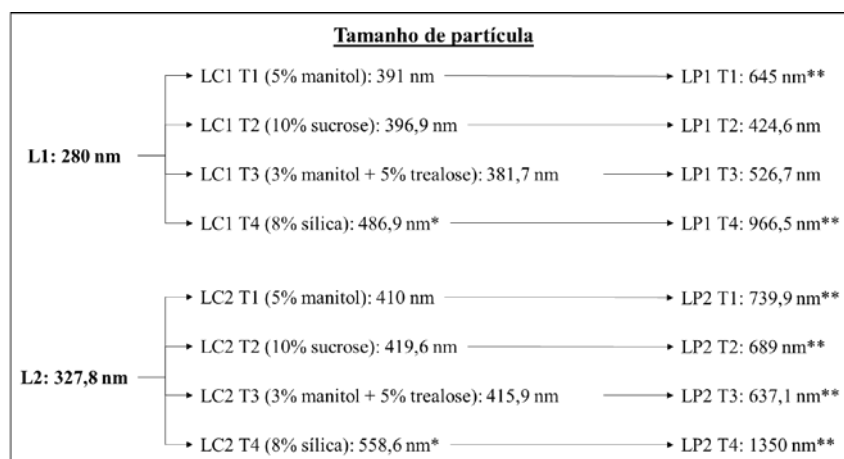 Tamanho de partícula
LC1 T1 (5% manitol): 391 nm LP1 T1: 645 nm**
LC1 T2 (10% sucrose): 396,9 nm LP1 T2: 424,6 nm
L1: 280 nm
LC1 T3 (3% manitol + 5% trealose): 381,7 nm LP1 T3: 526,7 nm
LC1 T4 (8% sílica): 486,9 nm* LP1 T4: 966,5 nm**
LC2 T1 (5% manitol): 410 nm LP2 T1: 739,9 nm**
LC2 T2 (10% sucrose): 419,6 nm LP2 T2: 689 nm**
L2: 327,8 nm
LC2 T3 (3% manitol + 5% trealose): 415,9 nm LP2 T3: 637,1 nm**
LC2 T4 (8% sílica): 558,6 nm* LP2 T4: 1350 nm**